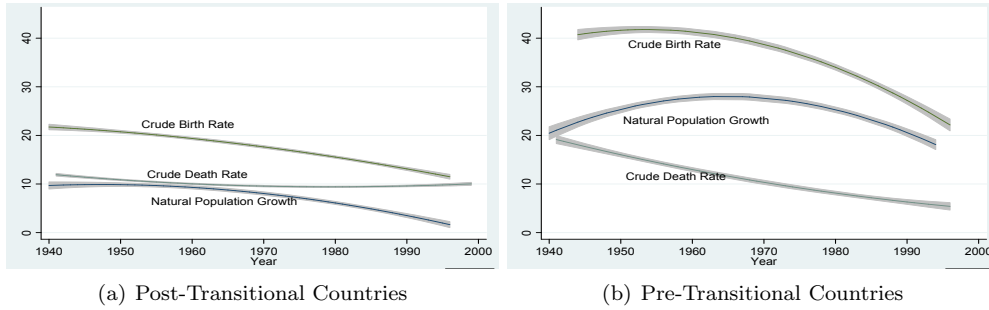 40
30
20
10
0
Crude Birth Rate
Crude Death Rate
Natural Population Growth
1940 1950 1960 1970 1980 1990 2000
Year
(a) Post-Transitional Countries
40
30
20
10
0
Crude Birth Rate
Natural Population Growth
Crude Death Rate
1940 1950 1960 1970 1980 1990 2000
Year
(b) Pre-Transitional Countries